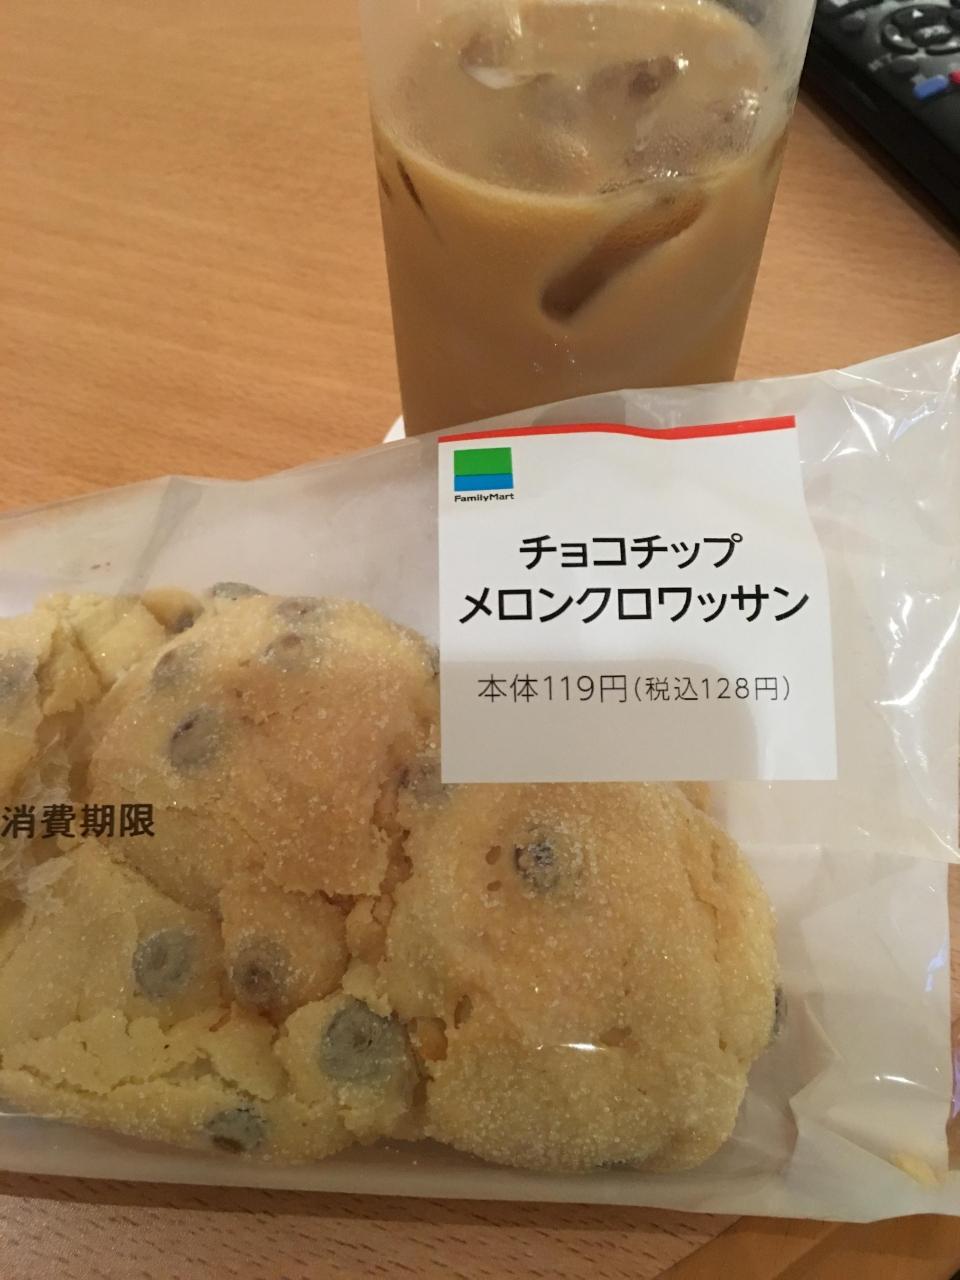 FamilyMart
チョコチップ
メロンクロワッサン
本体119円(税込128円)
消費期限